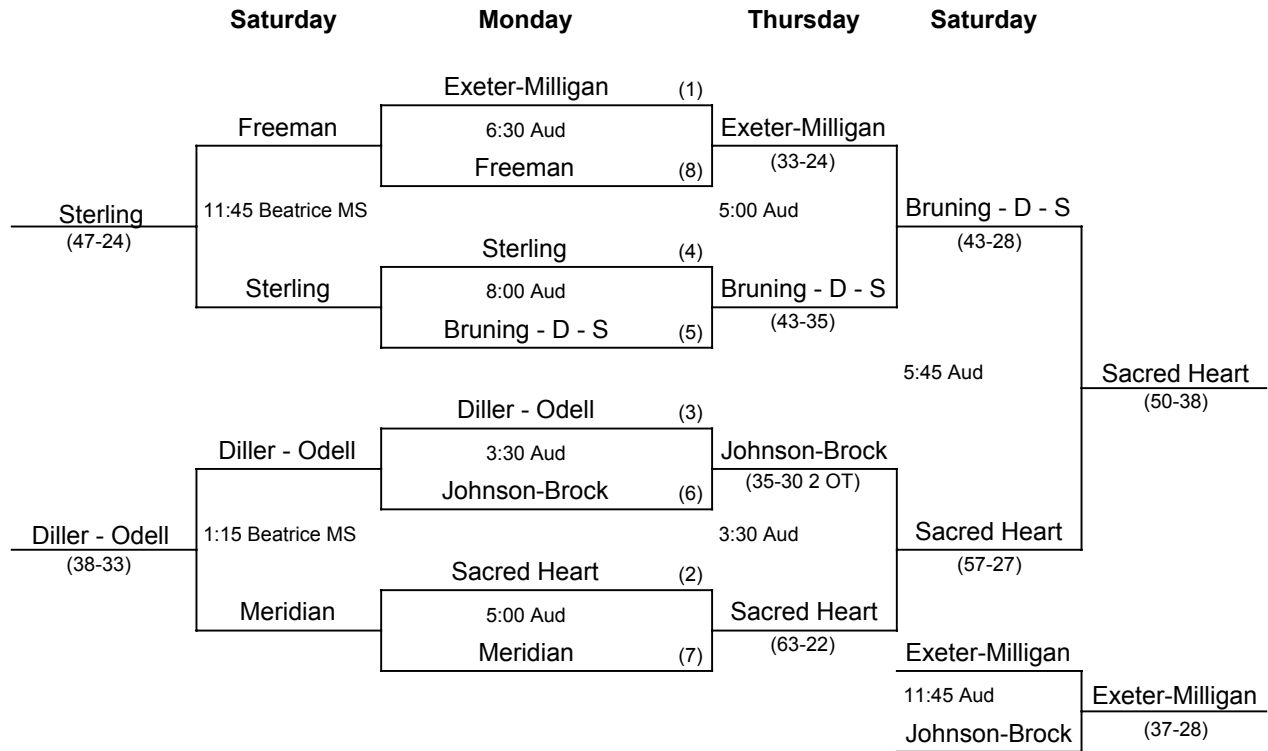 Saturday Monday Thursday Saturday
Exeter-Milligan (1)
Freeman 6:30 Aud Exeter-Milligan
Freeman (8) (33-24)
Sterling 11:45 Beatrice MS 5:00 Aud Bruning - D - S
(47-24) (43-28)
Sterling (4)
Sterling 8:00 Aud Bruning - D - S
Bruning - D - S (5) (43-35)
5:45 Aud Sacred Heart
(50-38)
Diller - Odell (3)
Diller - Odell 3:30 Aud Johnson-Brock
Johnson-Brock (6) (35-30 2 OT)
Diller - Odell 1:15 Beatrice MS 3:30 Aud Sacred Heart
(38-33) (57-27)
Sacred Heart (2)
Meridian 5:00 Aud Sacred Heart
Meridian (7) (63-22)
Exeter-Milligan
11:45 Aud Exeter-Milligan
Johnson-Brock (37-28)